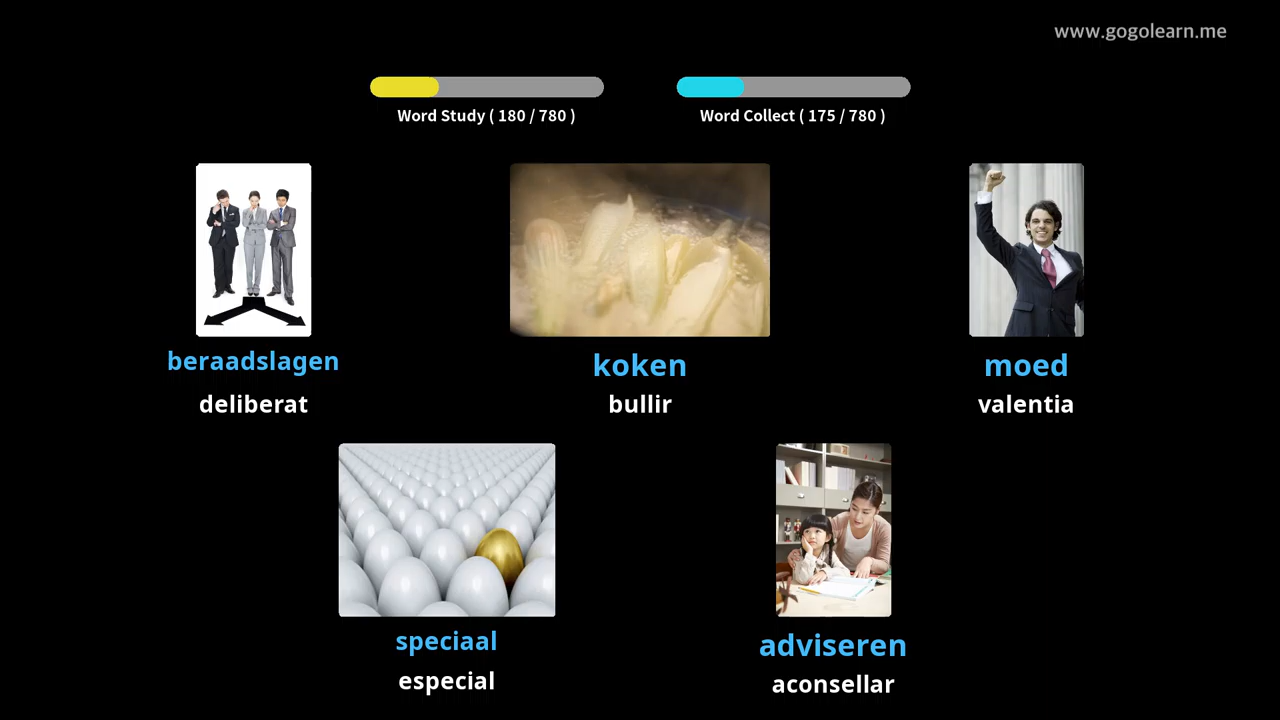 www.gogolearn.me
Word Study ( 180 / 780 )
Word Collect ( 175 / 780 )
beraadslagen
deliberat
koken
bullir
moed
valentia
speciaal
especial
adviseren
aconsellar